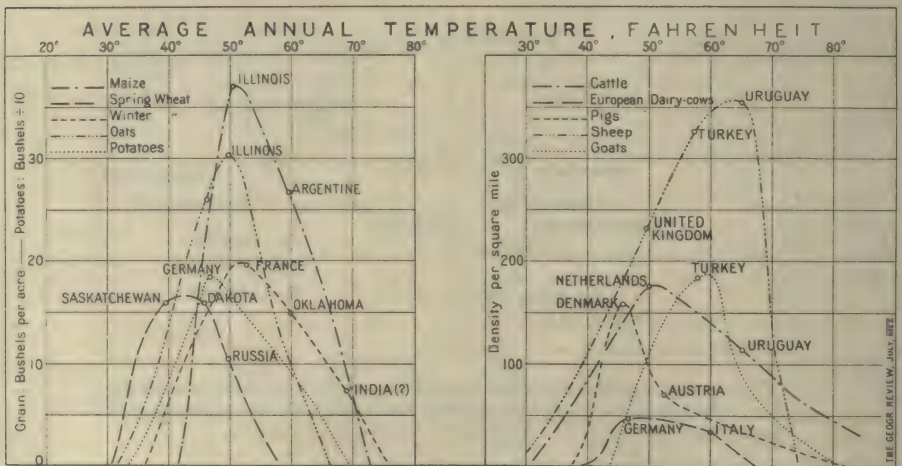 AVERAGE ANNUAL TEMPERATURE, FAHRENHEIT
20° 30° 40° 50° 60° 70° 80°
30° 40° 50° 60° 70° 80°
Grain: Bushels per acre — Potatoes: Bushels ÷ 10
30
20
10
0
Maize
Spring Wheat
Winter "
Oats
Potatoes
ILLINOIS
ILLINOIS
ARGENTINE
GERMANY
FRANCE
SASKATCHEWAN
DAKOTA
OKLAHOMA
RUSSIA
INDIA(?)
Density per square mile
300
200
100
Cattle
European Dairy-cows
Pigs
Sheep
Goats
URUGUAY
TURKEY
UNITED
KINGDOM
NETHERLANDS
TURKEY
DENMARK
URUGUAY
AUSTRIA
GERMANY
ITALY
THE GEOGR. REVIEW, JULY,